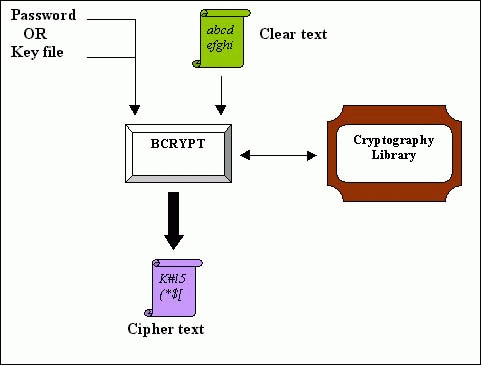 Password
OR
Key file
abcd
efghi
Clear text
BCRYPT
Cryptography
Library
K#l5
(*$[
Cipher text